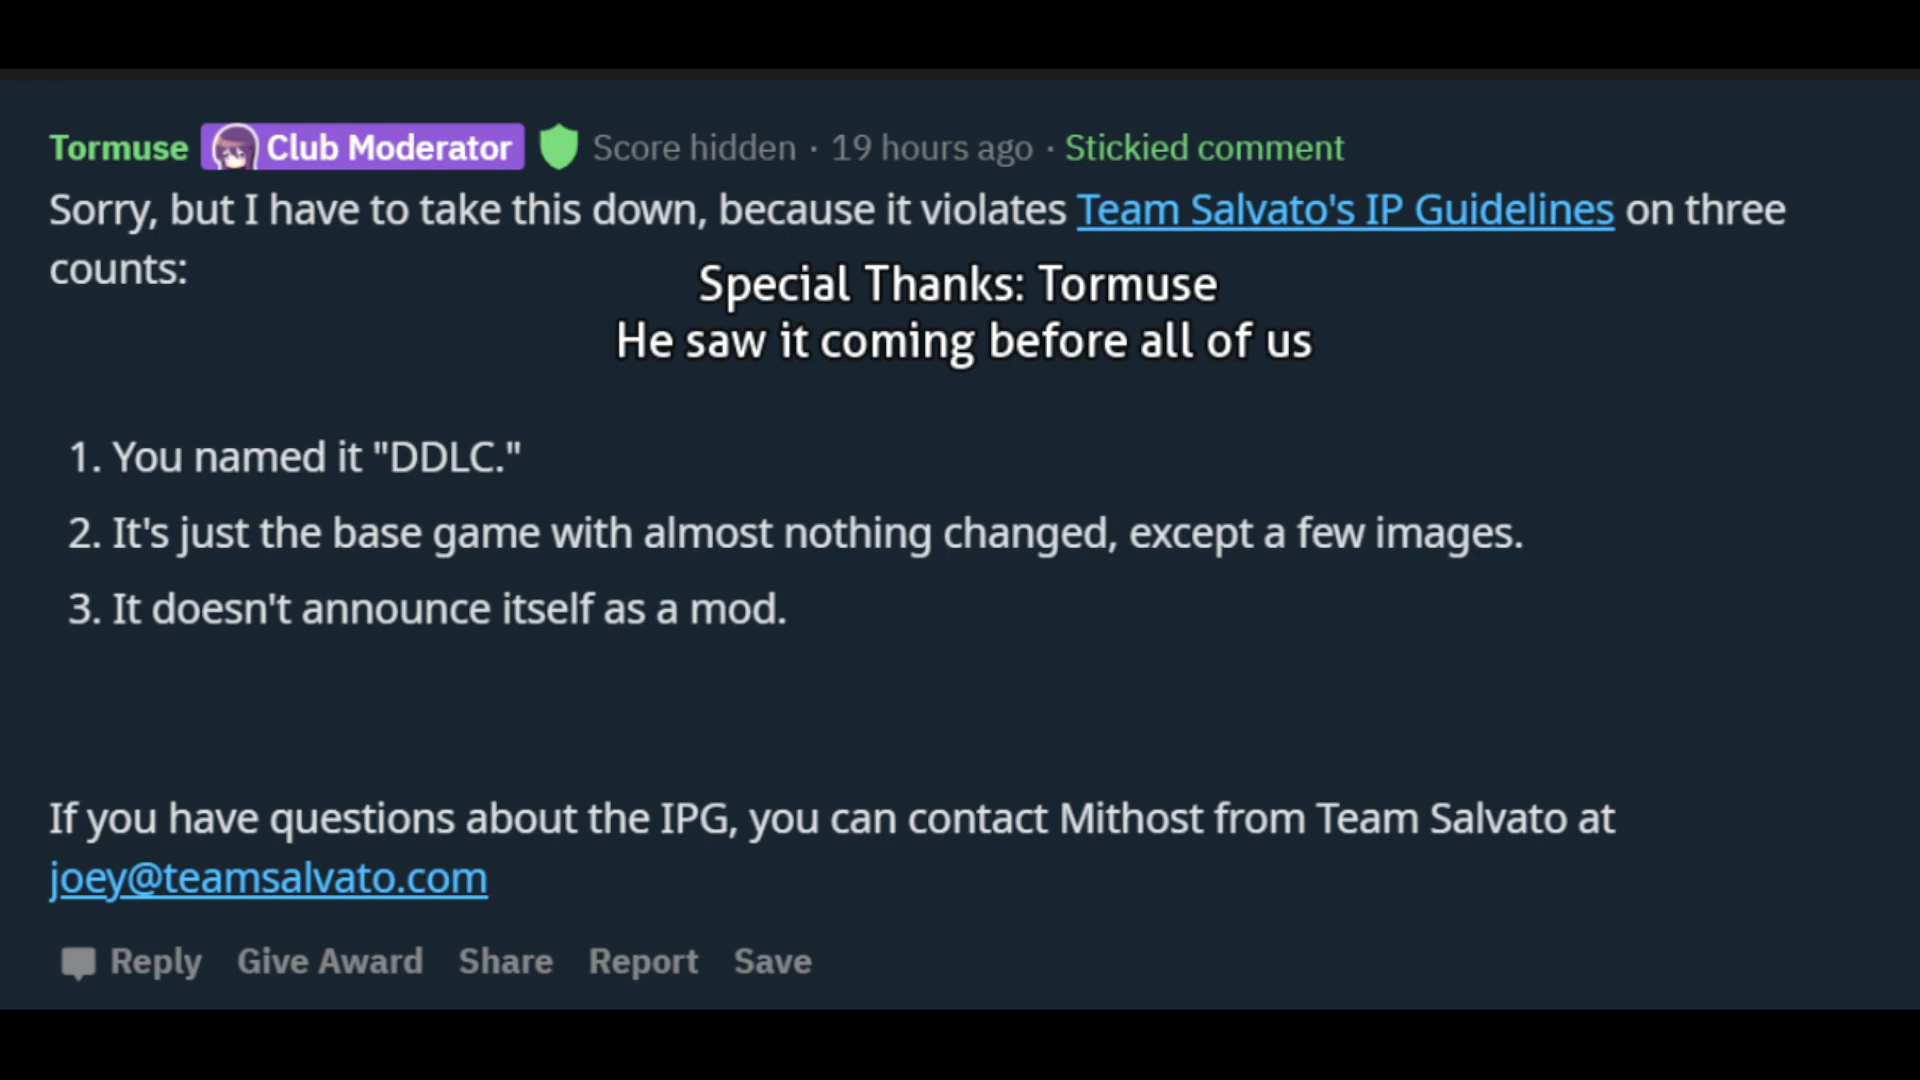 Tormuse Club Moderator Score hidden · 19 hours ago · Stickied comment
Sorry, but I have to take this down, because it violates Team Salvato's IP Guidelines on three
counts:
Special Thanks: Tormuse
He saw it coming before all of us
1. You named it "DDLC."
2. It's just the base game with almost nothing changed, except a few images.
3. It doesn't announce itself as a mod.
If you have questions about the IPG, you can contact Mithost from Team Salvato at
joey@teamsalvato.com
Reply Give Award Share Report Save